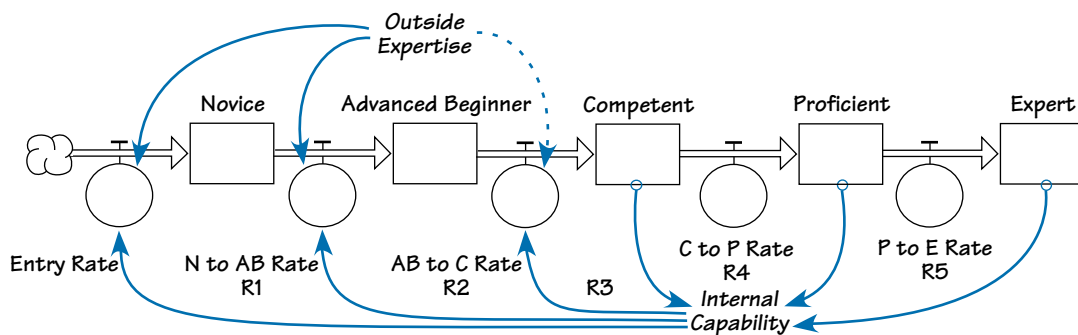 Outside
Expertise
Novice
Advanced Beginner
Competent
Proficient
Expert
Entry Rate
N to AB Rate
R1
AB to C Rate
R2
R3
C to P Rate
R4
P to E Rate
R5
Internal
Capability